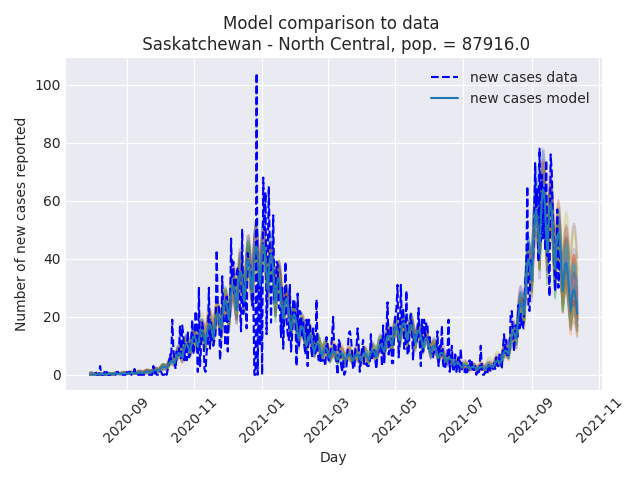 Model comparison to data
Saskatchewan - North Central, pop. = 87916.0
new cases data
new cases model
Number of new cases reported
100
80
60
40
20
0
2020-09
2020-11
2021-01
2021-03
2021-05
2021-07
2021-09
2021-11
Day